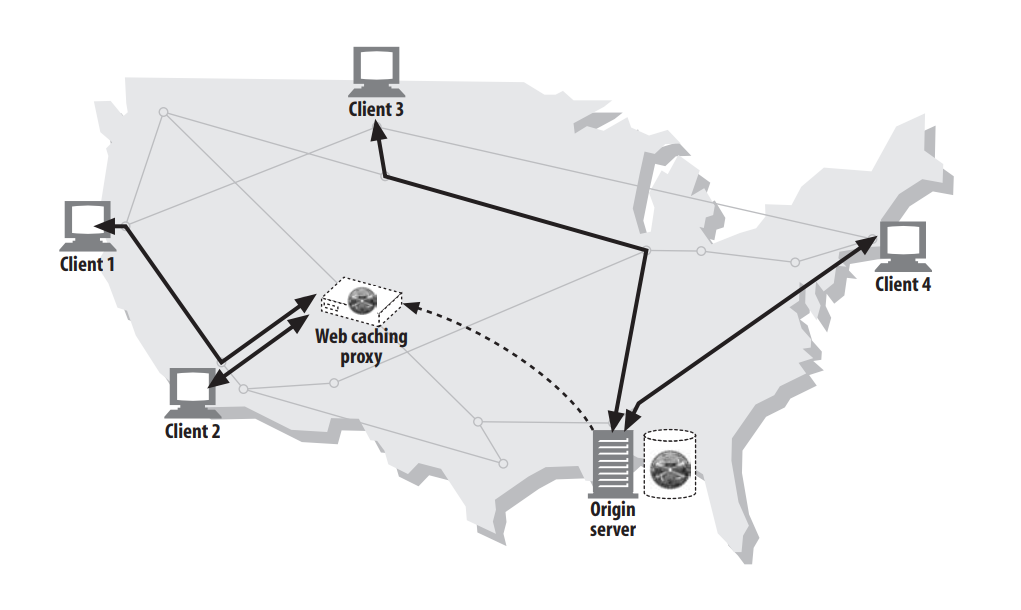 Client 3
Client 1
Client 4
Web caching
proxy
Client 2
Origin
server